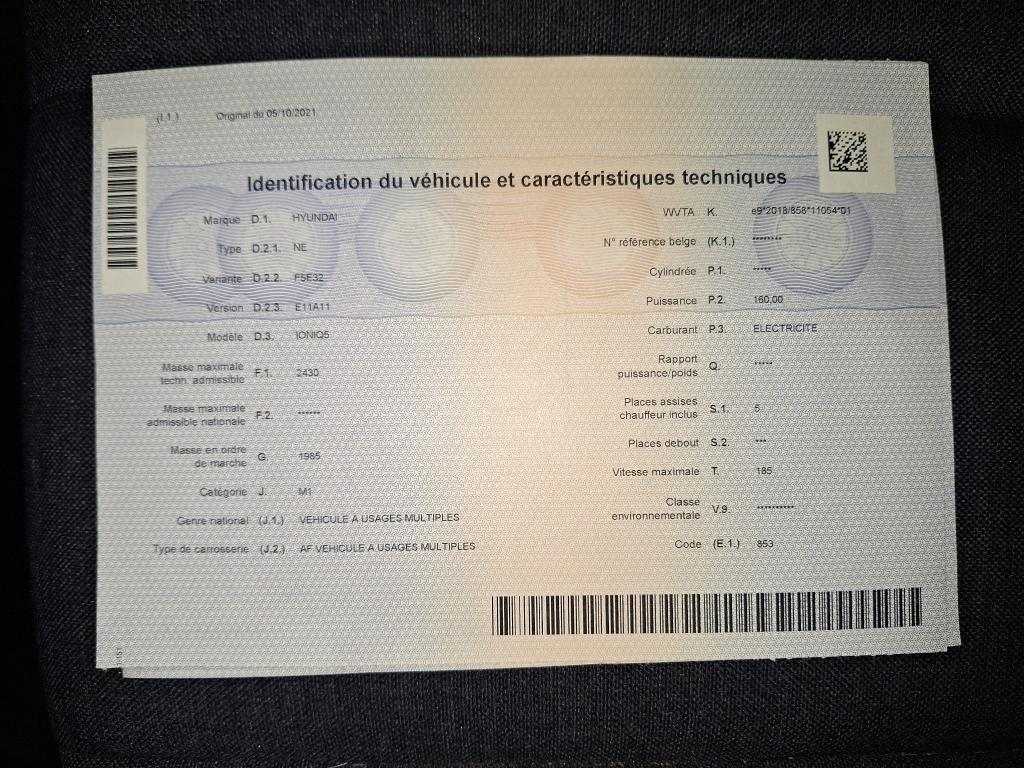 (I.1.) Original du 05/10/2021
Identification du véhicule et caractéristiques techniques
Marque D.1. HYUNDAI
Type D.2.1. NE
Variante D.2.2. F5E32
Version D.2.3. E11A11
Modèle D.3. IONIQ5
Masse maximale
techn. admissible F.1. 2430
Masse maximale
admissible nationale F.2. ******
Masse en ordre
de marche G. 1985
Catégorie J. M1
Genre national (J.1.) VEHICULE A USAGES MULTIPLES
Type de carrosserie (J.2.) AF VEHICULE A USAGES MULTIPLES
WVTA K. e9*2018/858*11054*01
N° référence belge (K.1.) ********
Cylindrée P.1. *****
Puissance P.2. 160,00
Carburant P.3. ELECTRICITE
Rapport
puissance/poids Q. *****
Places assises
chauffeur inclus S.1. 5
Places debout S.2. ***
Vitesse maximale T. 185
Classe
environnementale V.9. **********
Code (E.1.) 853